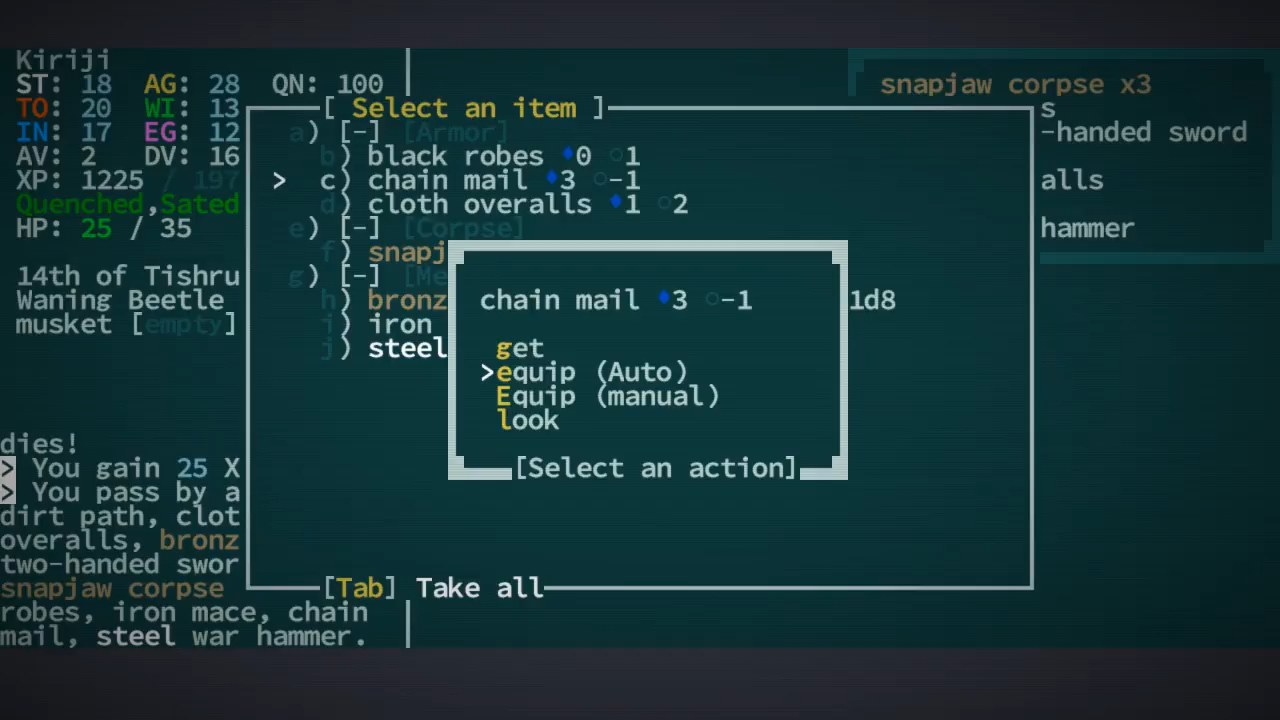 Kiriji
ST: 18 AG: 28 QN: 100
TO: 20 WI: 13
IN: 17 EG: 12
AV: 2 DV: 16
XP: 1225 / 197
Quenched,Sated
HP: 25 / 35
14th of Tishru
Waning Beetle
musket [empty]
dies!
> You gain 25 X
> You pass by a
dirt path, clot
overalls, bronz
two-handed swor
snapjaw corpse
robes, iron mace, chain
mail, steel war hammer.
[ Select an item ]
a) [-] [Armor]
b) black robes ♦0 ○1
> c) chain mail ♦3 ○-1
d) cloth overalls ♦1 ○2
e) [-] [Corpse]
f) snapj
g) [-] [Me
h) bronz
i) iron
j) steel
1d8
chain mail ♦3 ○-1
get
>equip (Auto)
Equip (manual)
look
[Select an action]
[Tab] Take all
snapjaw corpse x3
s
-handed sword
alls
hammer